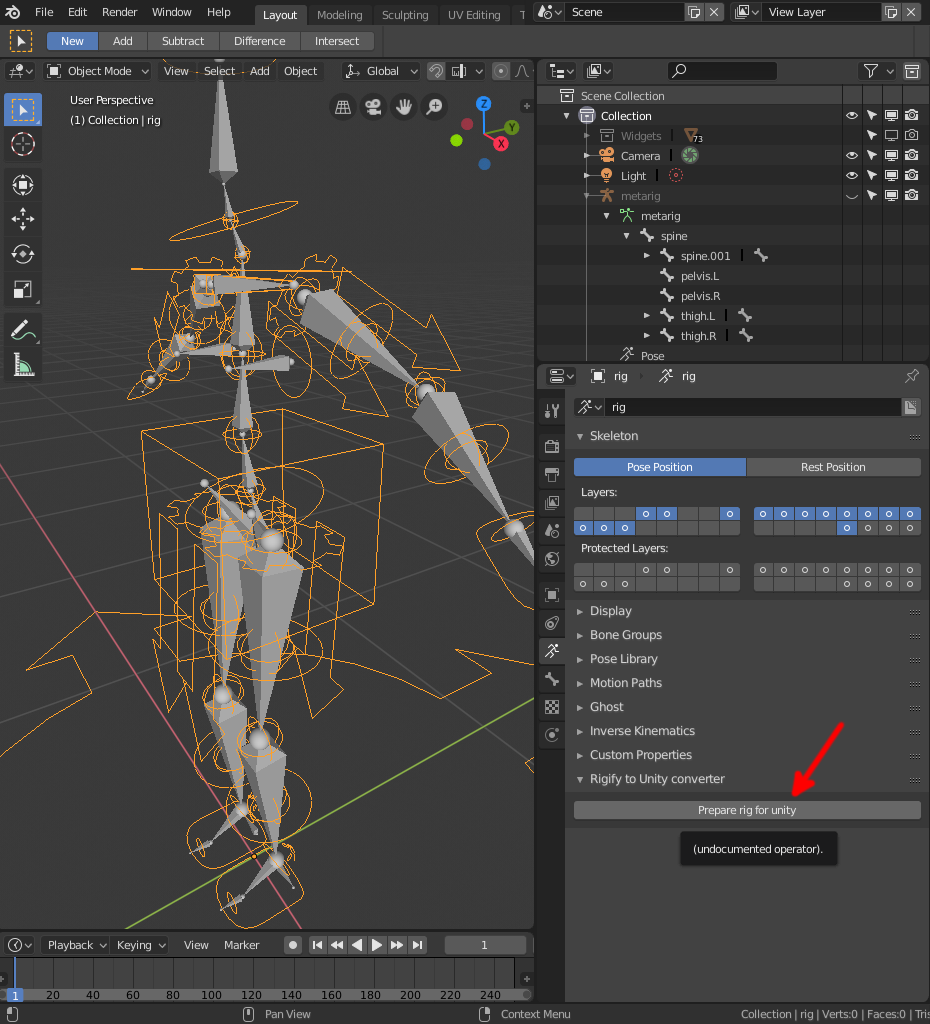 File Edit Render Window Help Layout Modeling Sculpting UV Editing T Scene View Layer
New Add Subtract Difference Intersect
Object Mode View Select Add Object Global
User Perspective
(1) Collection | rig
Z
Y
X
Scene Collection
Collection
Widgets 73
Camera
Light
metarig
metarig
spine
spine.001
pelvis.L
pelvis.R
thigh.L
thigh.R
Pose
rig rig
rig
Skeleton
Pose Position Rest Position
Layers:
Protected Layers:
Display
Bone Groups
Pose Library
Motion Paths
Ghost
Inverse Kinematics
Custom Properties
Rigify to Unity converter
Prepare rig for unity
(undocumented operator).
Playback Keying View Marker 1
1 20 40 60 80 100 120 140 160 180 200 220 240
Pan View Context Menu Collection | rig | Verts:0 | Faces:0 | Tris